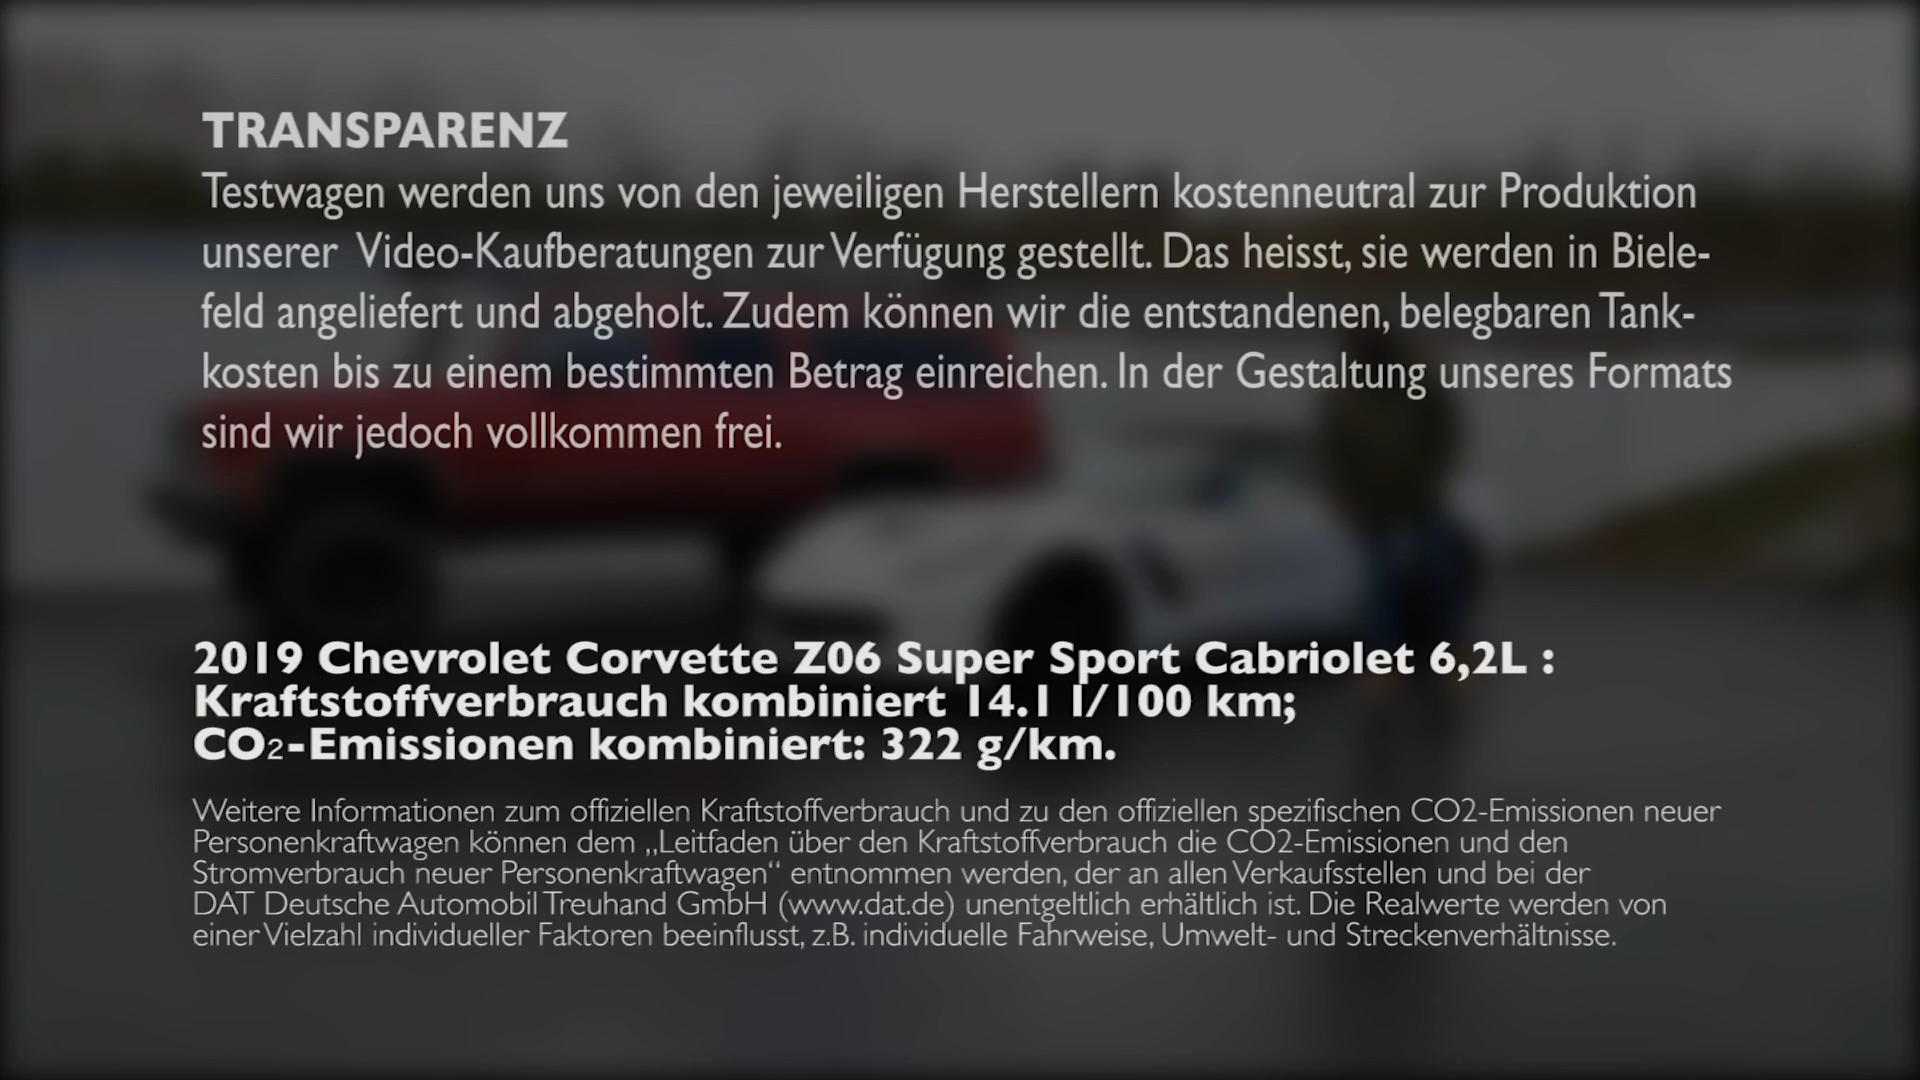 TRANSPARENZ
Testwagen werden uns von den jeweiligen Herstellern kostenneutral zur Produktion
unserer Video-Kaufberatungen zur Verfügung gestellt. Das heisst, sie werden in Biele-
feld angeliefert und abgeholt. Zudem können wir die entstandenen, belegbaren Tank-
kosten bis zu einem bestimmten Betrag einreichen. In der Gestaltung unseres Formats
sind wir jedoch vollkommen frei.
2019 Chevrolet Corvette Z06 Super Sport Cabriolet 6,2L :
Kraftstoffverbrauch kombiniert 14.1 l/100 km;
CO2-Emissionen kombiniert: 322 g/km.
Weitere Informationen zum offiziellen Kraftstoffverbrauch und zu den offiziellen spezifischen CO2-Emissionen neuer
Personenkraftwagen können dem „Leitfaden über den Kraftstoffverbrauch die CO2-Emissionen und den
Stromverbrauch neuer Personenkraftwagen“ entnommen werden, der an allen Verkaufsstellen und bei der
DAT Deutsche Automobil Treuhand GmbH (www.dat.de) unentgeltlich erhältlich ist. Die Realwerte werden von
einer Vielzahl individueller Faktoren beeinflusst, z.B. individuelle Fahrweise, Umwelt- und Streckenverhältnisse.